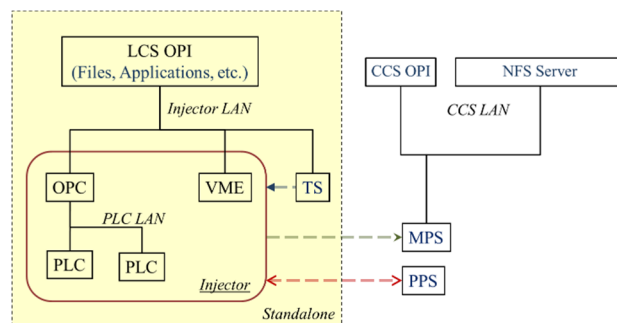 LCS OPI
(Files, Applications, etc.)
CCS OPI
NFS Server
Injector LAN
CCS LAN
OPC
VME
TS
PLC LAN
MPS
PLC
PLC
PPS
Injector
Standalone